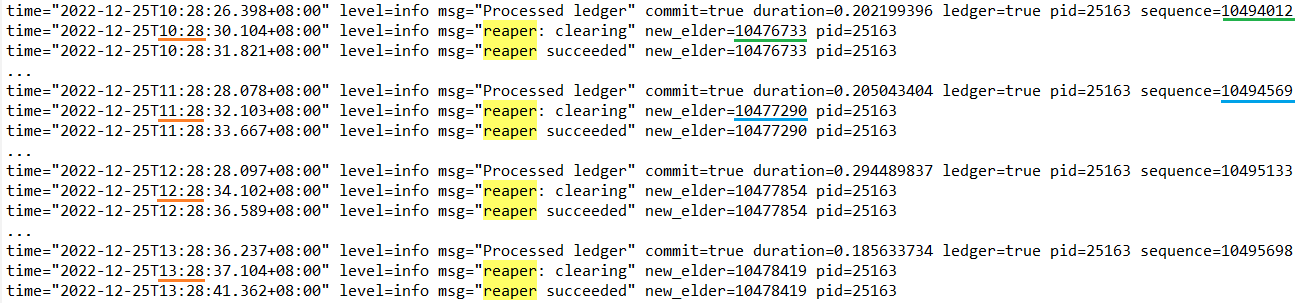 time="2022-12-25T10:28:26.398+08:00" level=info msg="Processed ledger" commit=true duration=0.202199396 ledger=true pid=25163 sequence=10494012
time="2022-12-25T10:28:30.104+08:00" level=info msg="reaper: clearing" new_elder=10476733 pid=25163
time="2022-12-25T10:28:31.821+08:00" level=info msg="reaper succeeded" new_elder=10476733 pid=25163
...
time="2022-12-25T11:28:28.078+08:00" level=info msg="Processed ledger" commit=true duration=0.205043404 ledger=true pid=25163 sequence=10494569
time="2022-12-25T11:28:32.103+08:00" level=info msg="reaper: clearing" new_elder=10477290 pid=25163
time="2022-12-25T11:28:33.667+08:00" level=info msg="reaper succeeded" new_elder=10477290 pid=25163
...
time="2022-12-25T12:28:28.097+08:00" level=info msg="Processed ledger" commit=true duration=0.294489837 ledger=true pid=25163 sequence=10495133
time="2022-12-25T12:28:34.102+08:00" level=info msg="reaper: clearing" new_elder=10477854 pid=25163
time="2022-12-25T12:28:36.589+08:00" level=info msg="reaper succeeded" new_elder=10477854 pid=25163
...
time="2022-12-25T13:28:36.237+08:00" level=info msg="Processed ledger" commit=true duration=0.185633734 ledger=true pid=25163 sequence=10495698
time="2022-12-25T13:28:37.104+08:00" level=info msg="reaper: clearing" new_elder=10478419 pid=25163
time="2022-12-25T13:28:41.362+08:00" level=info msg="reaper succeeded" new_elder=10478419 pid=25163